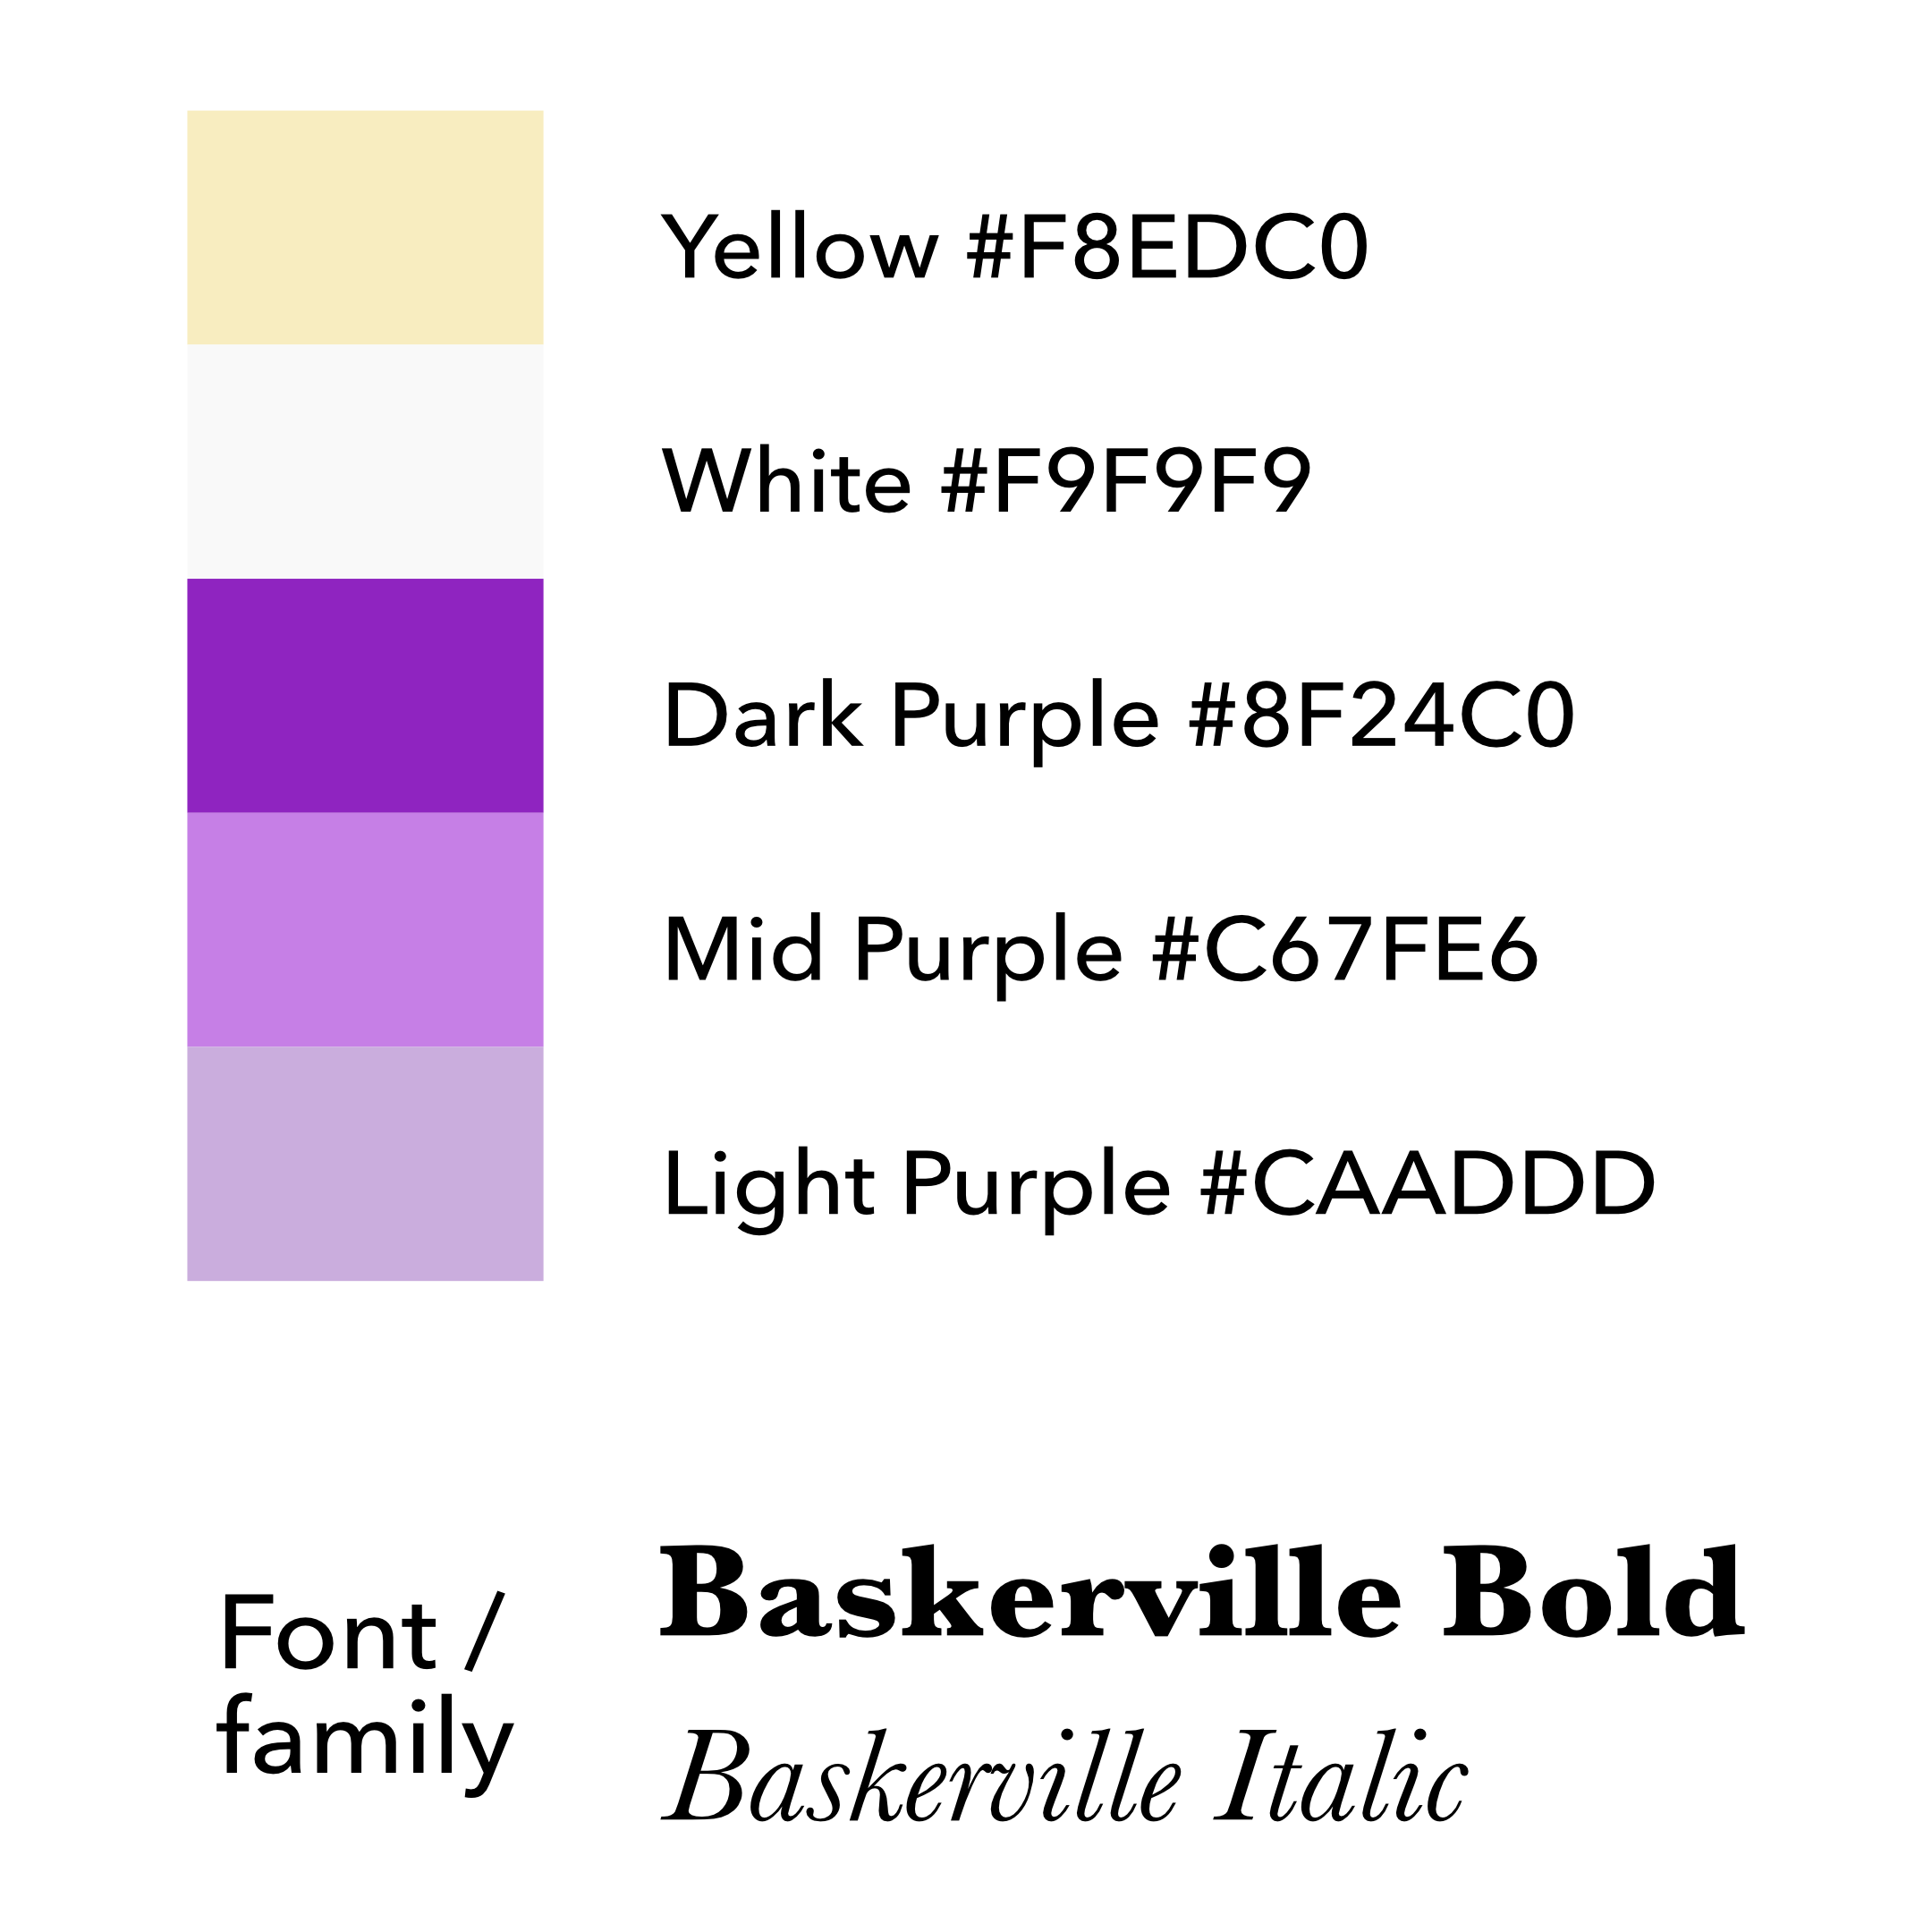 Yellow #F8EDC0
White #F9F9F9
Dark Purple #8F24C0
Mid Purple #C67FE6
Light Purple #CAADDD
Font /
family
Baskerville Bold
Baskerville Italic